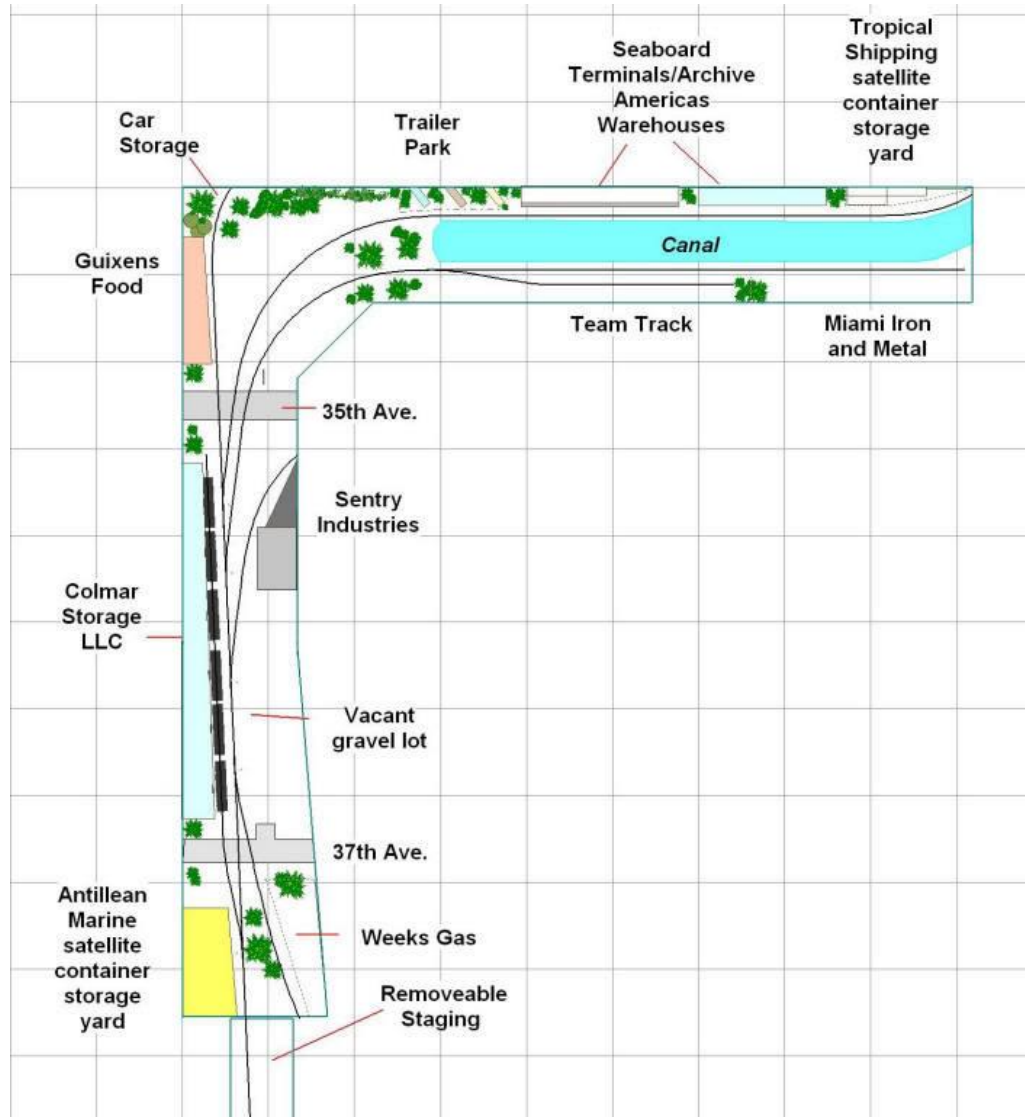 Tropical
Shipping
satellite
container
storage
yard
Seaboard
Terminals/Archive
Americas
Warehouses
Car
Storage
Trailer
Park
Canal
Guixens
Food
Team Track
Miami Iron
and Metal
35th Ave.
Sentry
Industries
Colmar
Storage
LLC
Vacant
gravel lot
37th Ave.
Antillean
Marine
satellite
container
storage
yard
Weeks Gas
Removeable
Staging